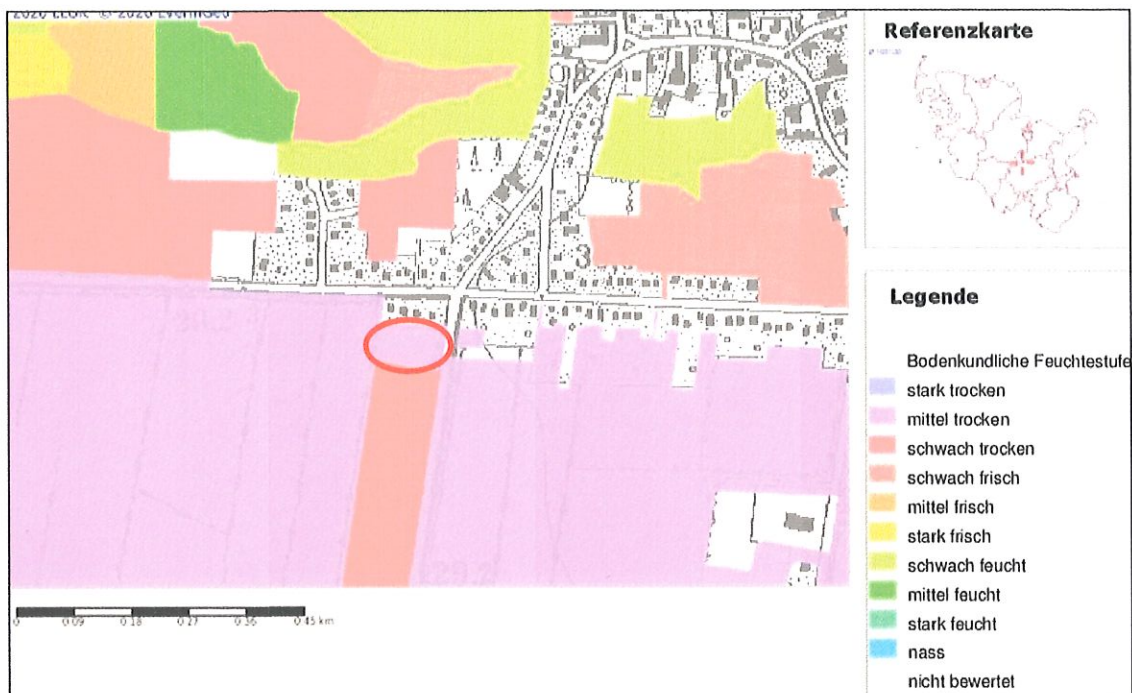 Referenzkarte
3
0 0.09 0.18 0.27 0.36 0.45 km
Legende
Bodenkundliche Feuchtestufe
stark trocken
mittel trocken
schwach trocken
schwach frisch
mittel frisch
stark frisch
schwach feucht
mittel feucht
stark feucht
nass
nicht bewertet